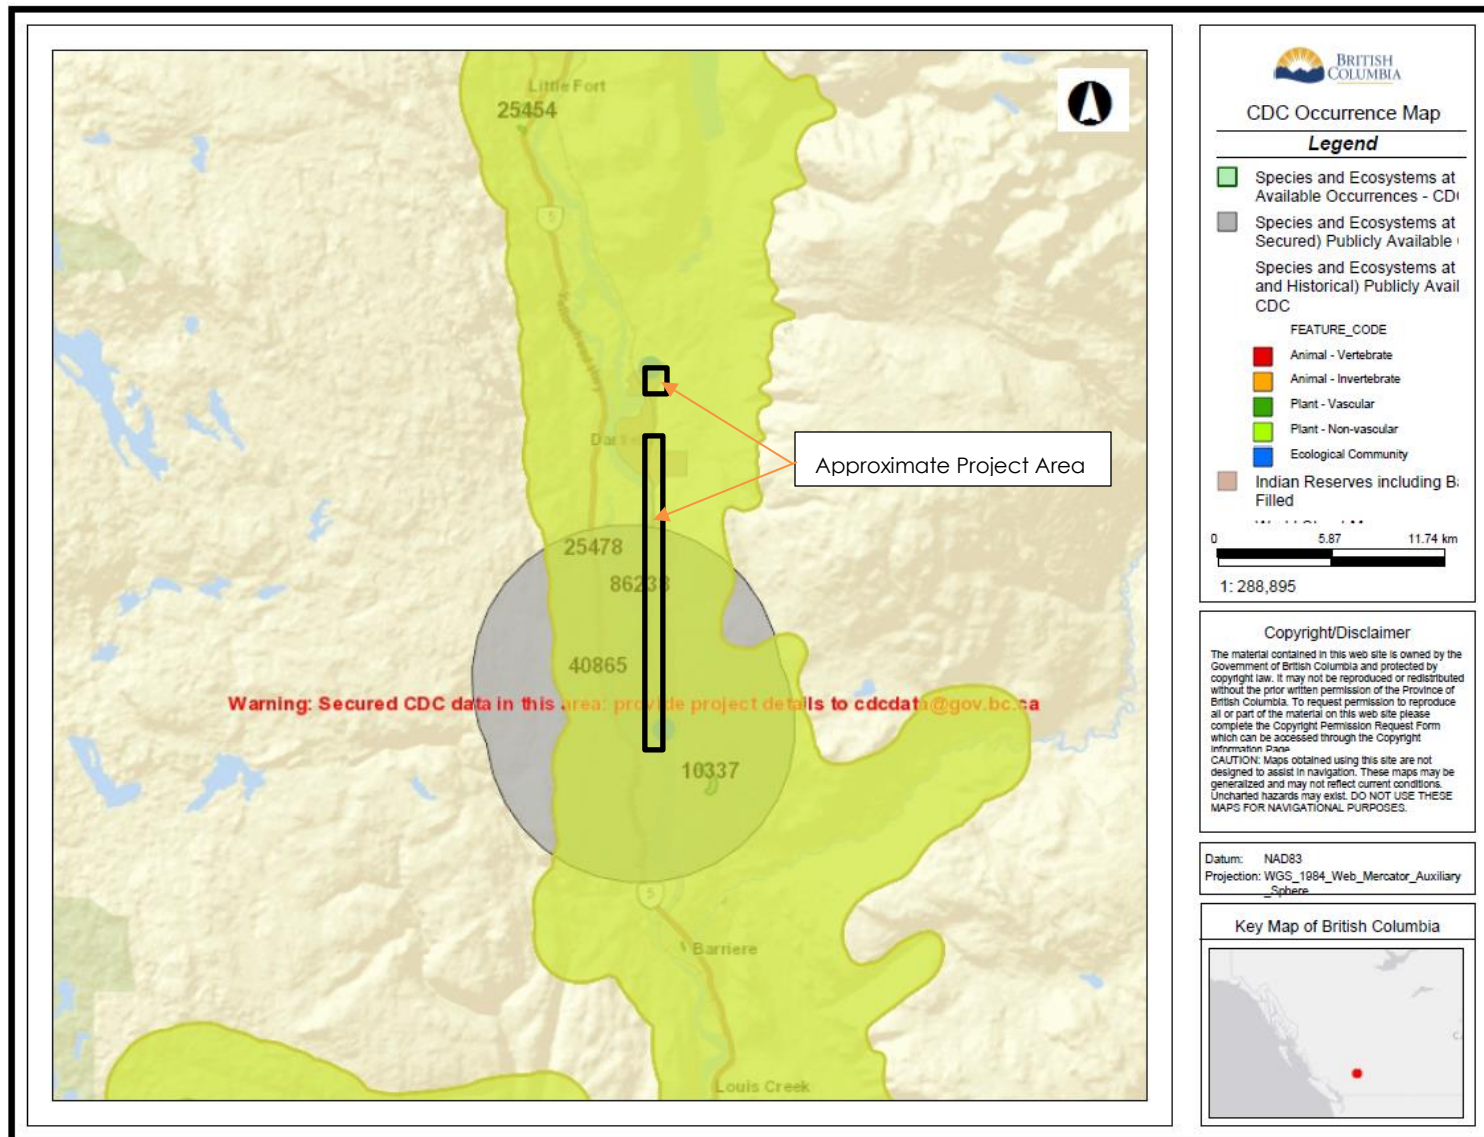 Little Fort
25454
5
Yellowhead Hwy
Approximate Project Area
25478
86238
40865
Warning: Secured CDC data in this area: provide project details to cdcdata@gov.bc.ca
10337
5
Barriere
Louis Creek
BRITISH
COLUMBIA
CDC Occurrence Map
Legend
Species and Ecosystems at
Available Occurrences - CD
Species and Ecosystems at
Secured) Publicly Available
Species and Ecosystems at
and Historical) Publicly Avail
CDC
FEATURE_CODE
Animal - Vertebrate
Animal - Invertebrate
Plant - Vascular
Plant - Non-vascular
Ecological Community
Indian Reserves including Ba
Filled
0 5.87 11.74 km
1: 288,895
Copyright/Disclaimer
The material contained in this web site is owned by the
Government of British Columbia and protected by
copyright law. It may not be reproduced or redistributed
without the prior written permission of the Province of
British Columbia. To request permission to reproduce
all or part of the material on this web site please
complete the Copyright Permission Request Form
which can be accessed through the Copyright
Information Page
CAUTION: Maps obtained using this site are not
designed to assist in navigation. These maps may be
generalized and may not reflect current conditions.
Uncharted hazards may exist. DO NOT USE THESE
MAPS FOR NAVIGATIONAL PURPOSES.
Datum: NAD83
Projection: WGS_1984_Web_Mercator_Auxiliary
_Sphere
Key Map of British Columbia